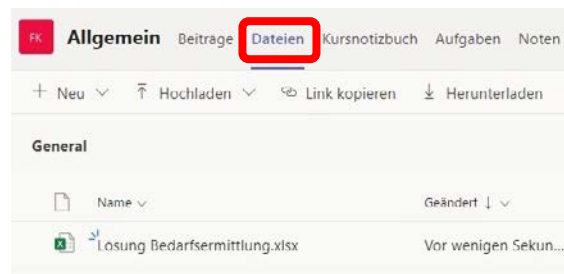 FK Allgemein Beiträge Dateien Kursnotizbuch Aufgaben Noten
Neu Hochladen Link kopieren Herunterladen
General
Name Geändert
Losung Bedarfsermittlung.xlsx Vor wenigen Sekun...